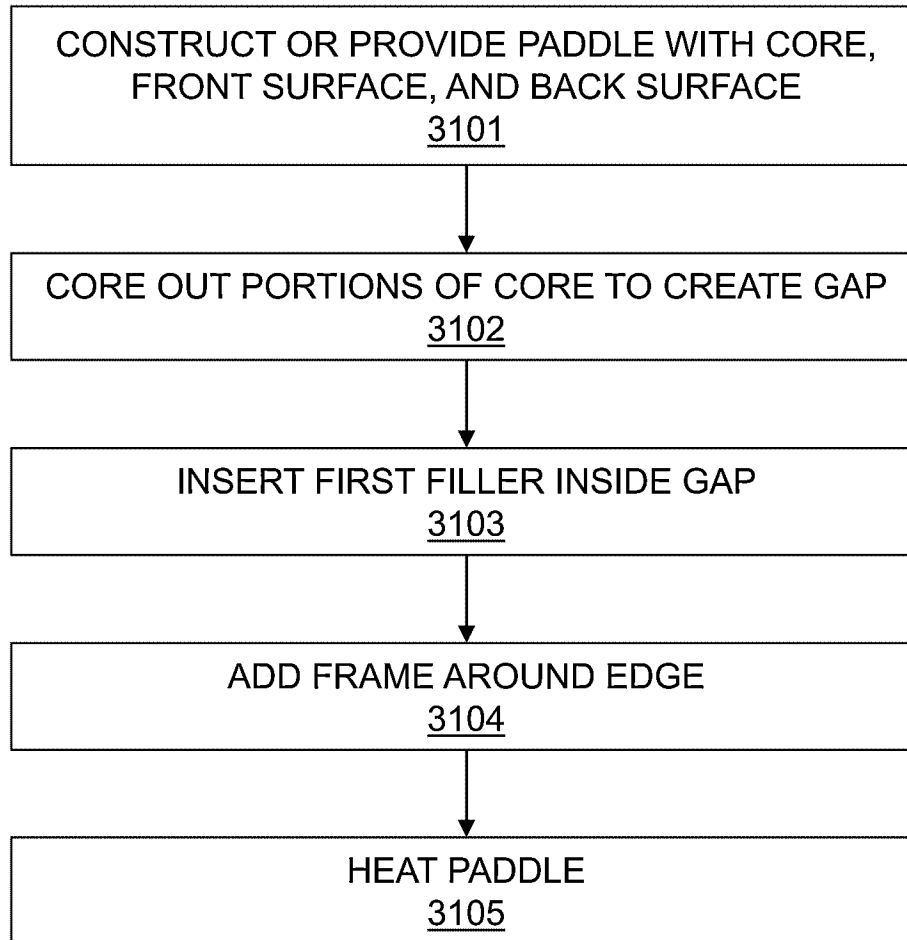 CONSTRUCT OR PROVIDE PADDLE WITH CORE,
FRONT SURFACE, AND BACK SURFACE
3101
CORE OUT PORTIONS OF CORE TO CREATE GAP
3102
INSERT FIRST FILLER INSIDE GAP
3103
ADD FRAME AROUND EDGE
3104
HEAT PADDLE
3105